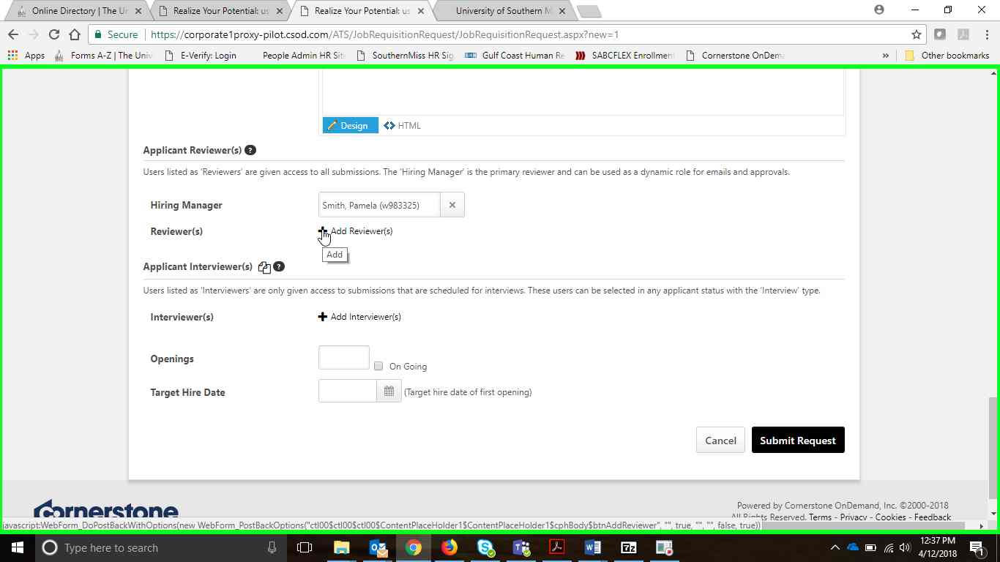 Online Directory | The Ur
Realize Your Potential: us
Realize Your Potential: us
University of Southern M
Secure
https://corporate1proxy-pilot.csod.com/ATS/JobRequisitionRequest/JobRequisitionRequest.aspx?new=1
Apps
Forms A-Z | The Univ
E-Verify: Login
People Admin HR Site
SouthernMiss HR Sig
Gulf Coast Human Re
SABCFLEX Enrollment
Cornerstone OnDema
»
Other bookmarks
Design
HTML
Applicant Reviewer(s) ?
Users listed as 'Reviewers' are given access to all submissions. The 'Hiring Manager' is the primary reviewer and can be used as a dynamic role for emails and approvals.
Hiring Manager
Smith, Pamela (w983325)
Reviewer(s)
Add Reviewer(s)
Add
Applicant Interviewer(s) ?
Users listed as 'Interviewers' are only given access to submissions that are scheduled for interviews. These users can be selected in any applicant status with the 'Interview' type.
Interviewer(s)
Add Interviewer(s)
Openings
On Going
Target Hire Date
(Target hire date of first opening)
Cancel
Submit Request
Cornerstone
Powered by Cornerstone OnDemand, Inc. ©2000-2018
All Rights Reserved. Terms - Privacy - Cookies - Feedback
javascript:WebForm_DoPostBackWithOptions(new WebForm_PostBackOptions("ctl00$ctl00$ctl00$ContentPlaceHolder1$ContentPlaceHolder1$cphBody$btnAddReviewer", "", true, "", "", false, true))
Type here to search
7z
12:37 PM
4/12/2018
1